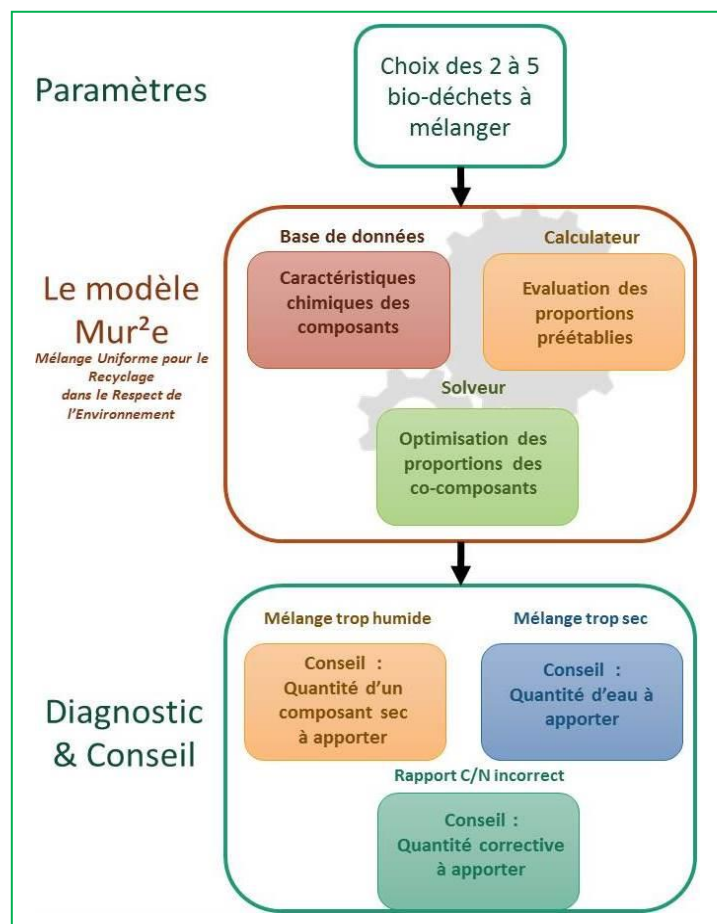 Paramètres
Choix des 2 à 5
bio-déchets à
mélanger
Le modèle
Mur²e
Mélange Uniforme pour le
Recyclage
dans le Respect de
l'Environnement
Base de données
Caractéristiques
chimiques des
composants
Calculateur
Evaluation des
proportions
préétablies
Solveur
Optimisation des
proportions des
co-composants
Diagnostic
& Conseil
Mélange trop humide
Conseil :
Quantité d'un
composant sec
à apporter
Mélange trop sec
Conseil :
Quantité d'eau à
apporter
Rapport C/N incorrect
Conseil :
Quantité corrective
à apporter